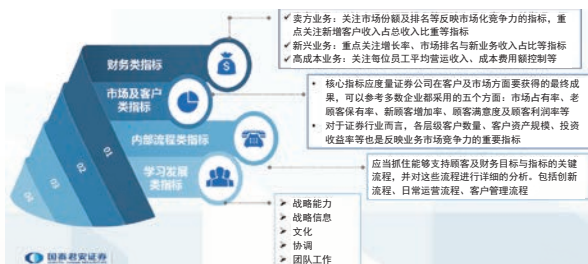 ✓ 卖方业务：关注市场份额及排名等反映市场化竞争力的指标，重
点关注新增客户收入占总收入比重等指标
✓ 新兴业务：重点关注增长率、市场排名与新业务收入占比等指标
✓ 高成本业务：关注每位员工平均营运收入、成本费用额控制等
财务类指标
• 核心指标应度量证券公司在客户及市场方面要获得的最终成
果，可以参考多数企业都采用的五个方面：市场占有率、老
顾客保有率、新顾客增加率、顾客满意度及顾客利润率等
• 对于证券行业而言，各层级客户数量、客户资产规模、投资
收益率等也是反映业务市场竞争力的重要指标
市场及客户
类指标
内部流程类指标
应当抓住能够支持顾客及财务目标与指标的关键
流程，并对这些流程进行详细的分析。包括创新
流程、日常运营流程、客户管理流程
学习发展
类指标
➢ 战略能力
➢ 战略信息
➢ 文化
➢ 协调
➢ 团队工作
01
02
03
04
国泰君安证券